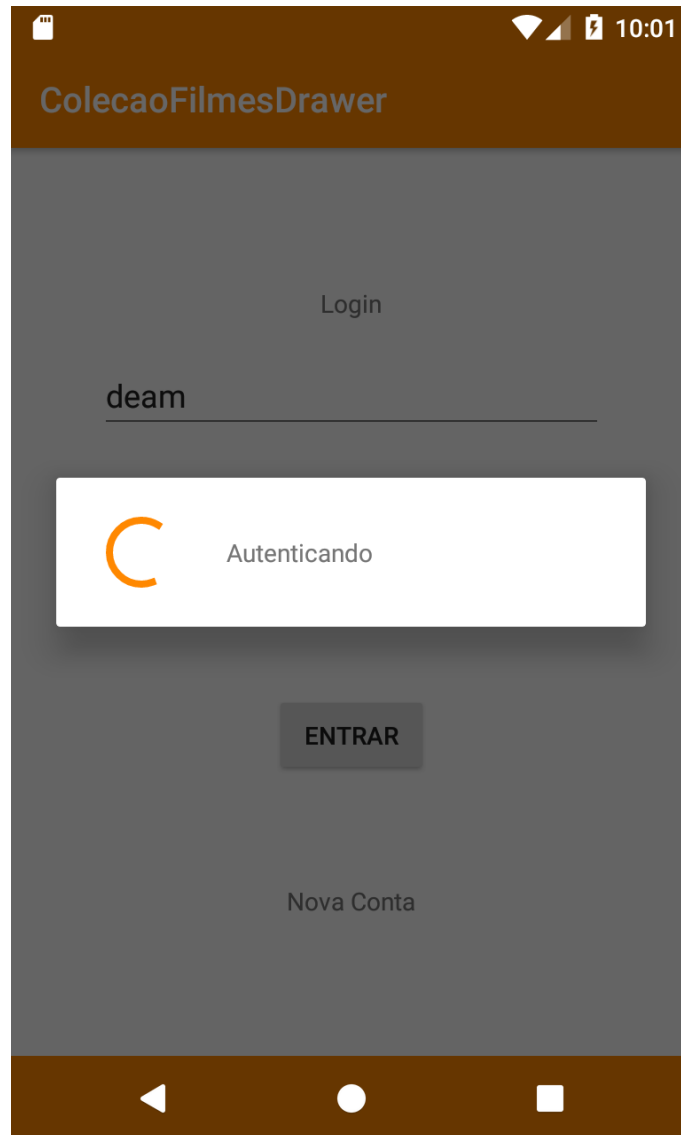 10:01
ColecaoFilmesDrawer
Login
deam
Autenticando
ENTRAR
Nova Conta